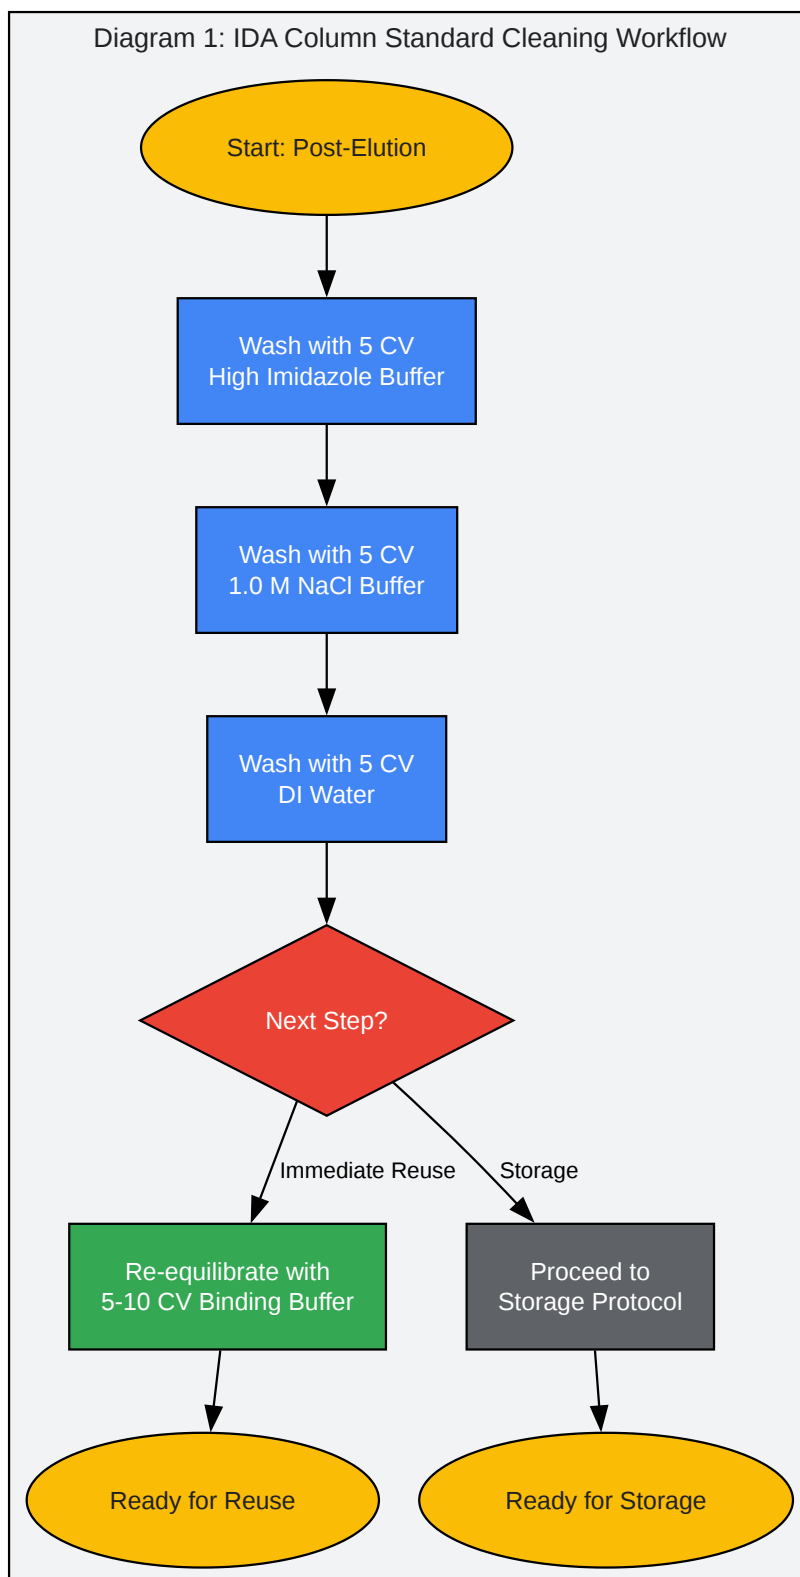 Diagram 1: IDA Column Standard Cleaning Workflow
Start: Post-Elution
Wash with 5 CV
High Imidazole Buffer
Wash with 5 CV
1.0 M NaCl Buffer
Wash with 5 CV
DI Water
Next Step?
Immediate Reuse
Storage
Re-equilibrate with
5-10 CV Binding Buffer
Proceed to
Storage Protocol
Ready for Reuse
Ready for Storage